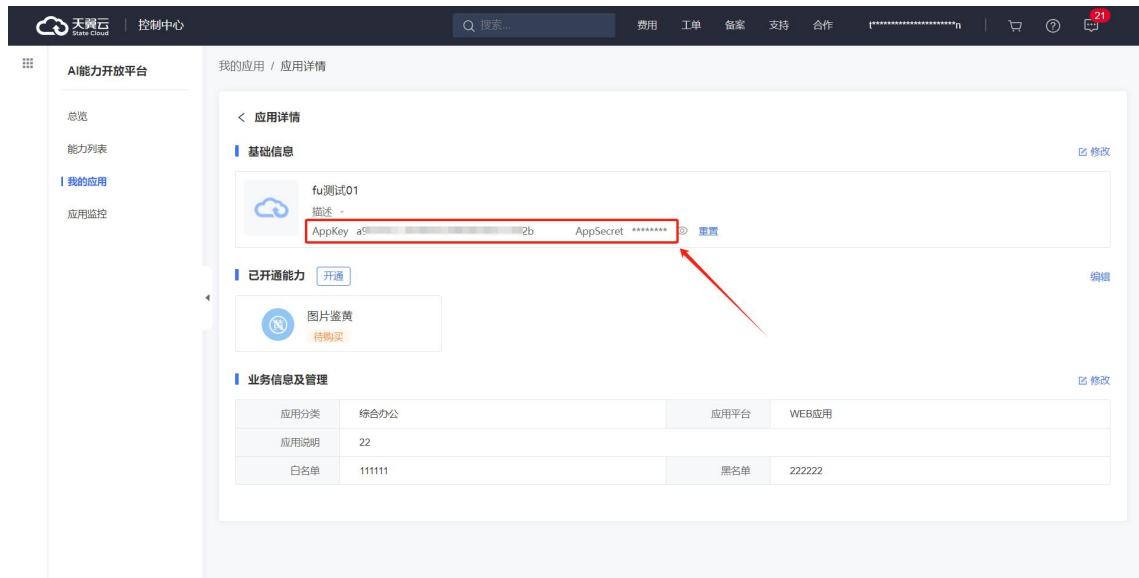 天翼云 State Cloud 控制中心 搜索... 费用 工单 备案 支持 合作 t***********************n 21
AI能力开放平台
总览
能力列表
我的应用
应用监控
我的应用 / 应用详情
< 应用详情
基础信息 修改
fu测试01
描述 -
AppKey a9 2b AppSecret ******** 重置
已开通能力 开通 编辑
图片鉴黄
待购买
业务信息及管理 修改
应用分类 综合办公 应用平台 WEB应用
应用说明 22
白名单 111111 黑名单 222222